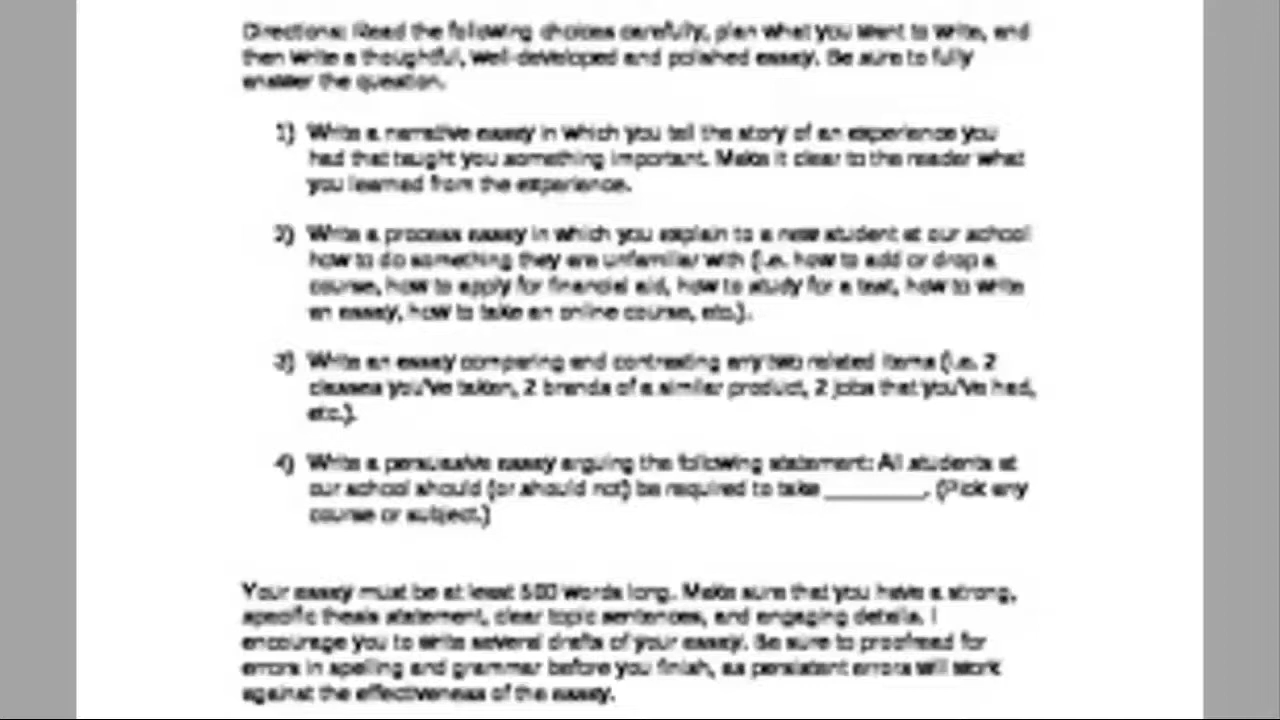 Directions: Read the following choices carefully, plan what you want to write, and
then write a thoughtful, well-developed and polished essay. Be sure to fully
answer the question.
1) Write a narrative essay in which you tell the story of an experience you
had that taught you something important. Make it clear to the reader what
you learned from the experience.
2) Write a process essay in which you explain to a new student at our school
how to do something they are unfamiliar with (i.e. how to add or drop a
course, how to apply for financial aid, how to study for a test, how to write
an essay, how to take an online course, etc.).
3) Write an essay comparing and contrasting any two related items (i.e. 2
classes you've taken, 2 brands of a similar product, 2 jobs that you've had,
etc.).
4) Write a persuasive essay arguing the following statement: All students at
our school should (or should not) be required to take ________. (Pick any
course or subject.)
Your essay must be at least 500 words long. Make sure that you have a strong,
specific thesis statement, clear topic sentences, and engaging details. I
encourage you to write several drafts of your essay. Be sure to proofread for
errors in spelling and grammar before you finish, as persistent errors will work
against the effectiveness of the essay.